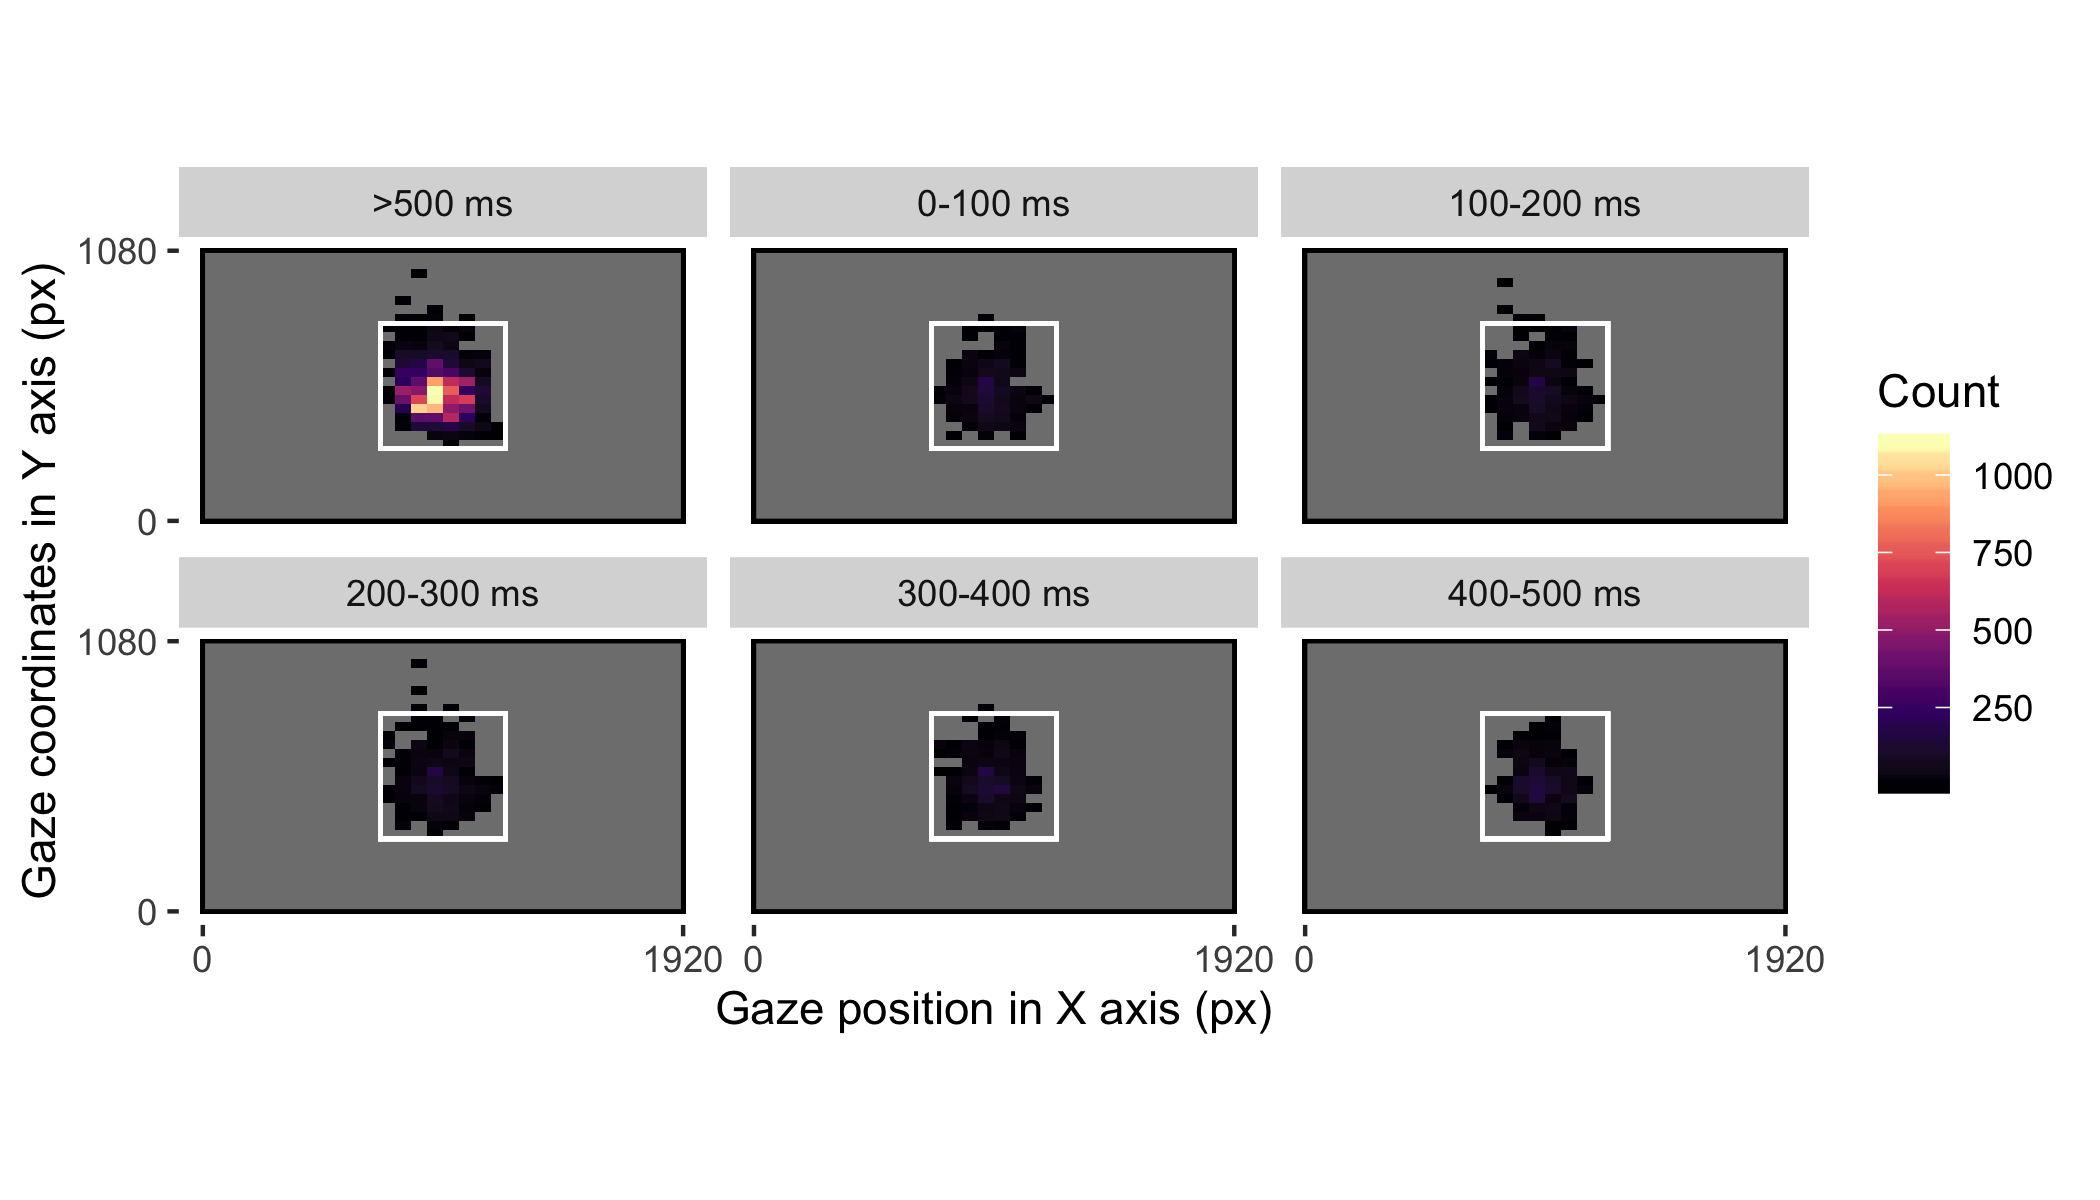 >500 ms
0-100 ms
100-200 ms
1080
0
200-300 ms
300-400 ms
400-500 ms
1080
0
0
1920
0
1920
0
1920
Gaze position in X axis (px)
Gaze coordinates in Y axis (px)
Count
1000
750
500
250